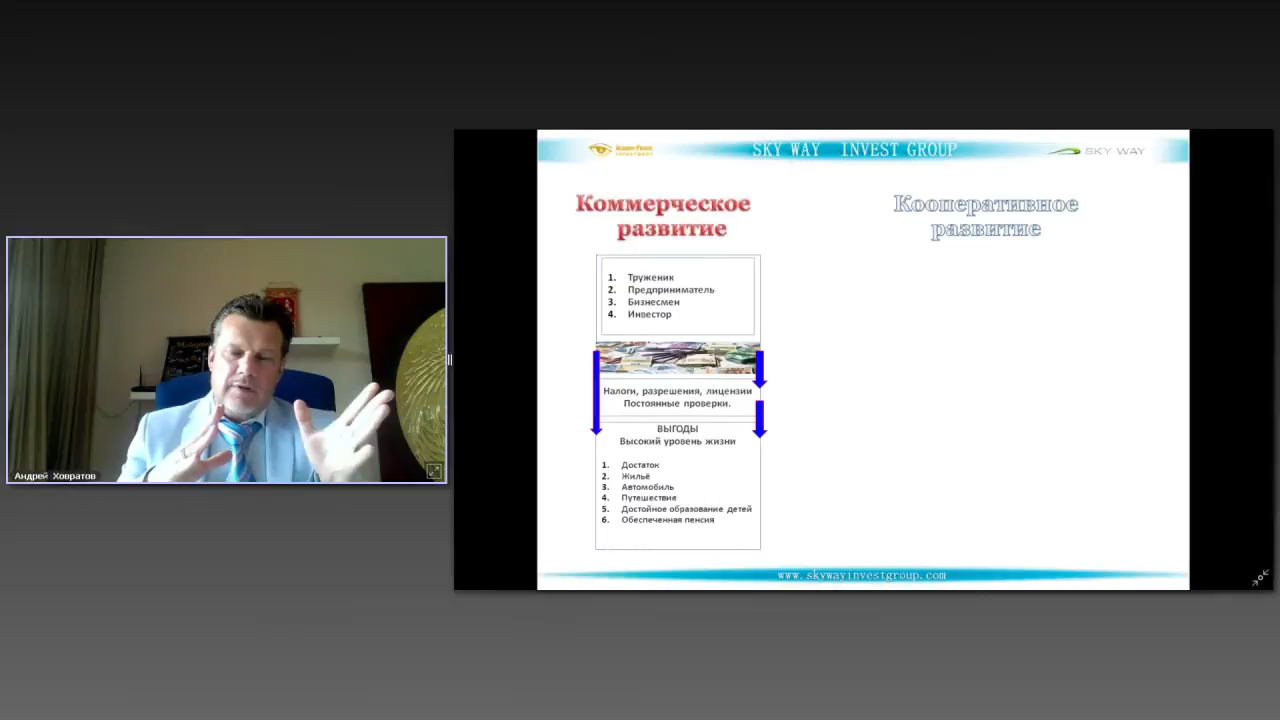 SKY WAY INVEST GROUP
SKY WAY
Коммерческое
развитие
Кооперативное
развитие
1. Труженик
2. Предприниматель
3. Бизнесмен
4. Инвестор
Налоги, разрешения, лицензии
Постоянные проверки.
ВЫГОДЫ
Высокий уровень жизни
1. Достаток
2. Жильё
3. Автомобиль
4. Путешествие
5. Достойное образование детей
6. Обеспеченная пенсия
www.skywayinvestgroup.com
Андрей Ховратов